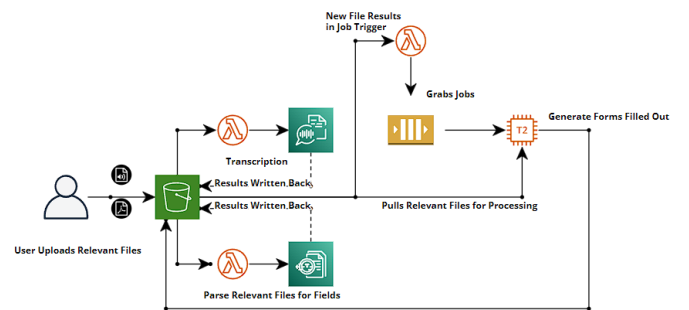 New File Results
in Job Trigger
Grabs Jobs
Generate Forms Filled Out
T2
Transcription
Results Written Back
Results Written Back
Pulls Relevant Files for Processing
User Uploads Relevant Files
Parse Relevant Files for Fields